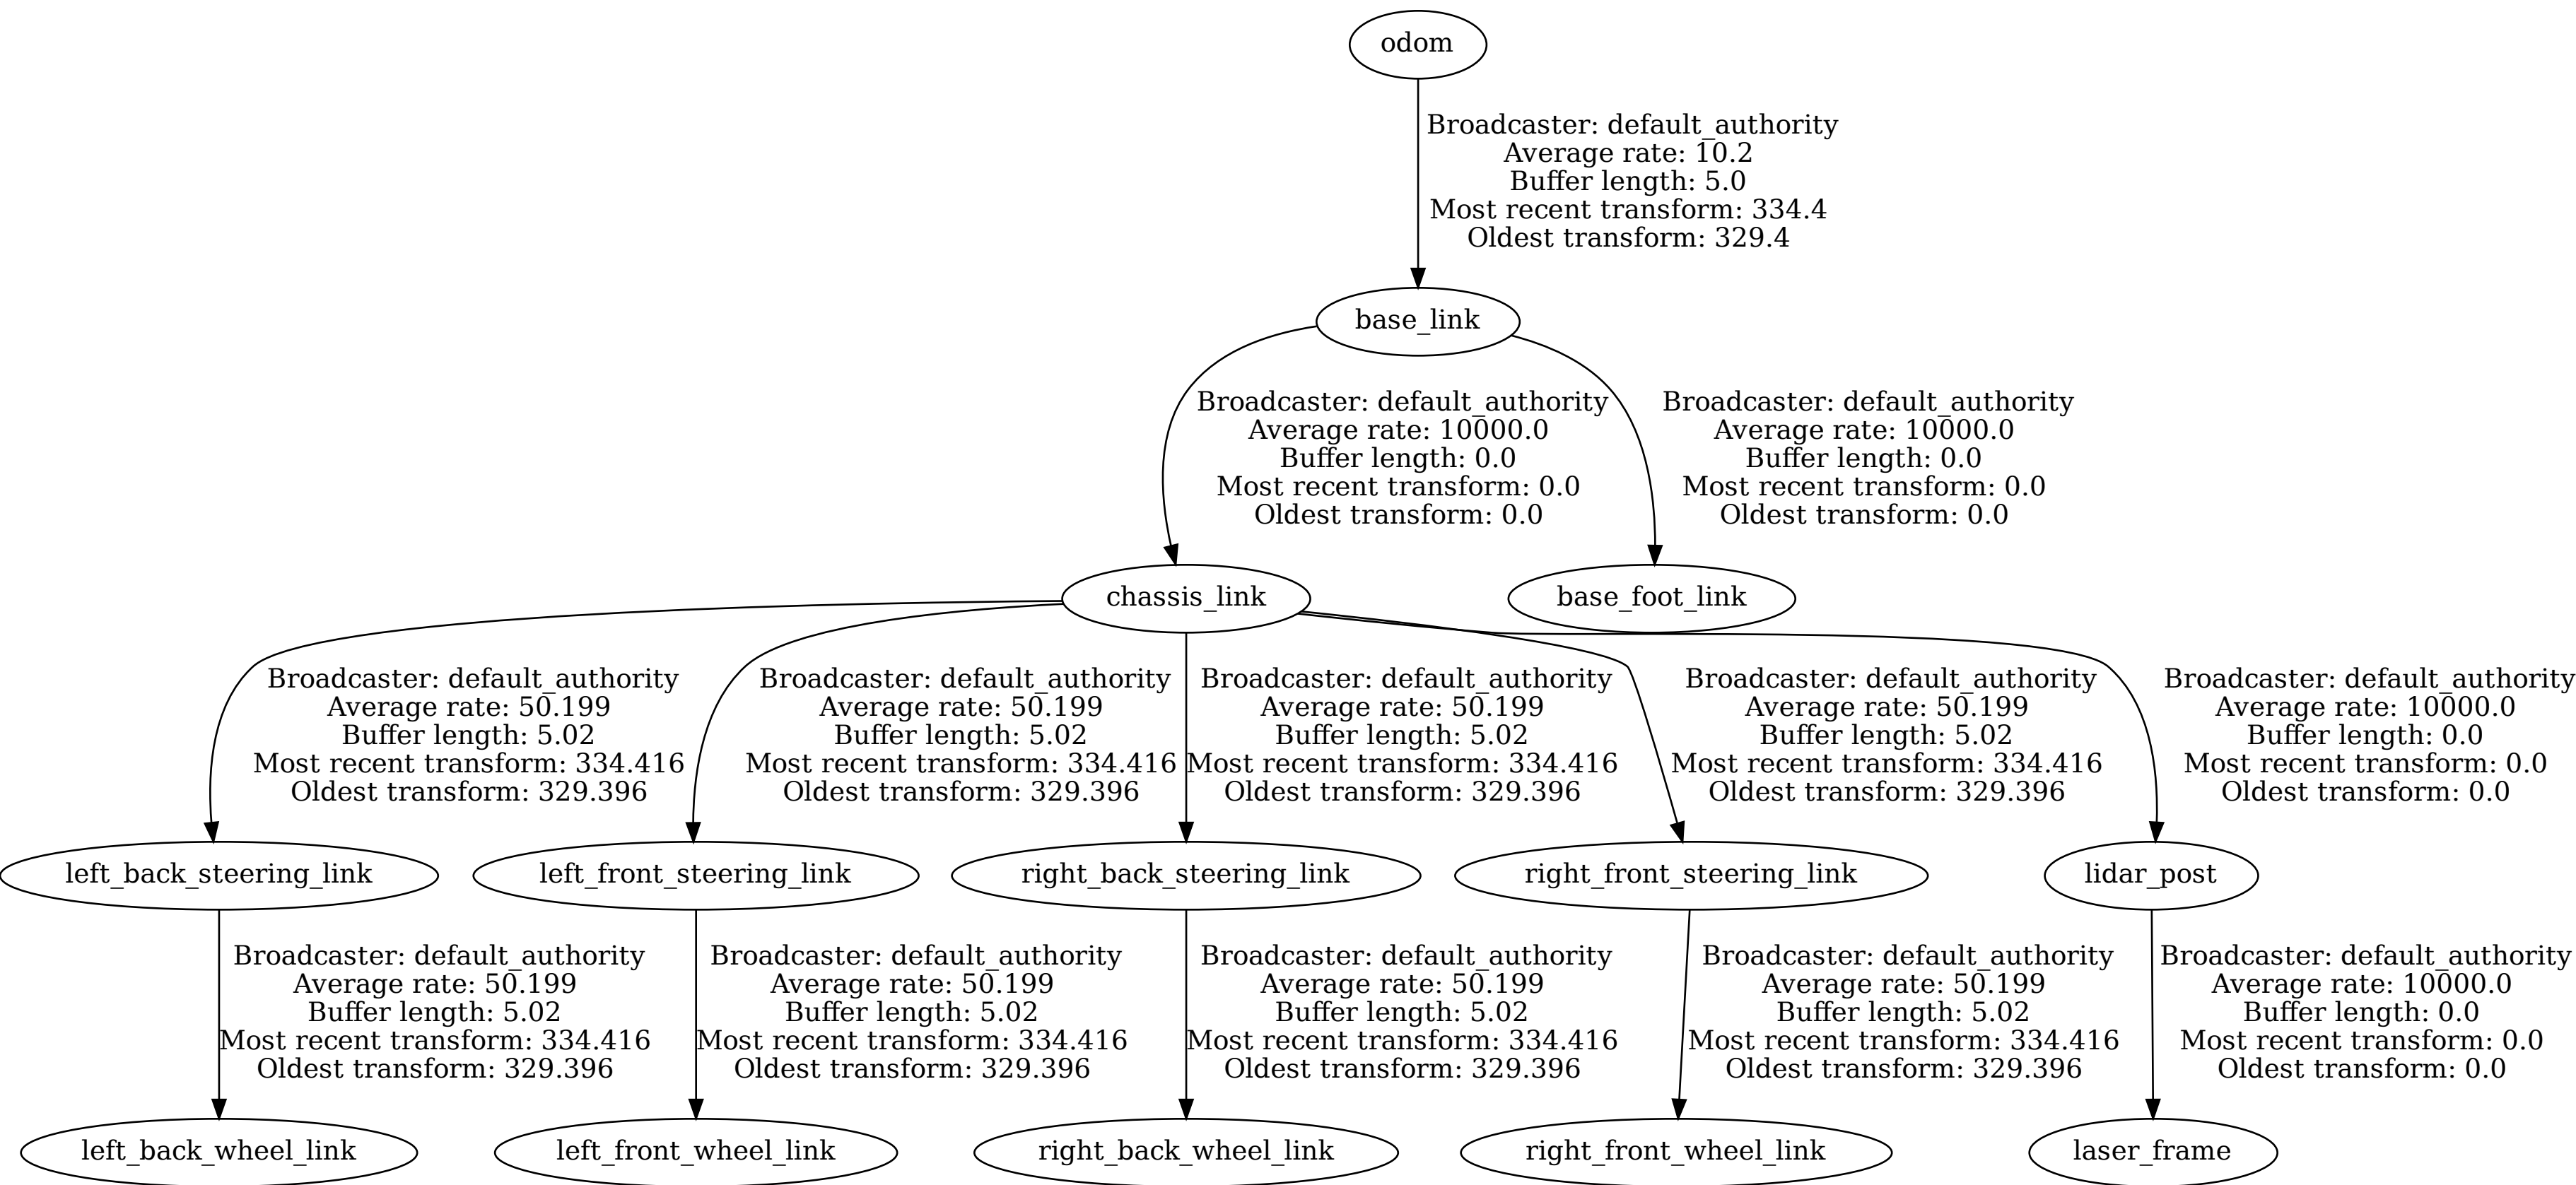 odom
Broadcaster: default_authority
Average rate: 10.2
Buffer length: 5.0
Most recent transform: 334.4
Oldest transform: 329.4
base_link
Broadcaster: default_authority
Average rate: 10000.0
Buffer length: 0.0
Most recent transform: 0.0
Oldest transform: 0.0
Broadcaster: default_authority
Average rate: 10000.0
Buffer length: 0.0
Most recent transform: 0.0
Oldest transform: 0.0
chassis_link
base_foot_link
Broadcaster: default_authority
Average rate: 50.199
Buffer length: 5.02
Most recent transform: 334.416
Oldest transform: 329.396
Broadcaster: default_authority
Average rate: 50.199
Buffer length: 5.02
Most recent transform: 334.416
Oldest transform: 329.396
Broadcaster: default_authority
Average rate: 50.199
Buffer length: 5.02
Most recent transform: 334.416
Oldest transform: 329.396
Broadcaster: default_authority
Average rate: 50.199
Buffer length: 5.02
Most recent transform: 334.416
Oldest transform: 329.396
Broadcaster: default_authority
Average rate: 10000.0
Buffer length: 0.0
Most recent transform: 0.0
Oldest transform: 0.0
left_back_steering_link
left_front_steering_link
right_back_steering_link
right_front_steering_link
lidar_post
Broadcaster: default_authority
Average rate: 50.199
Buffer length: 5.02
Most recent transform: 334.416
Oldest transform: 329.396
Broadcaster: default_authority
Average rate: 50.199
Buffer length: 5.02
Most recent transform: 334.416
Oldest transform: 329.396
Broadcaster: default_authority
Average rate: 50.199
Buffer length: 5.02
Most recent transform: 334.416
Oldest transform: 329.396
Broadcaster: default_authority
Average rate: 50.199
Buffer length: 5.02
Most recent transform: 334.416
Oldest transform: 329.396
Broadcaster: default_authority
Average rate: 10000.0
Buffer length: 0.0
Most recent transform: 0.0
Oldest transform: 0.0
left_back_wheel_link
left_front_wheel_link
right_back_wheel_link
right_front_wheel_link
laser_frame